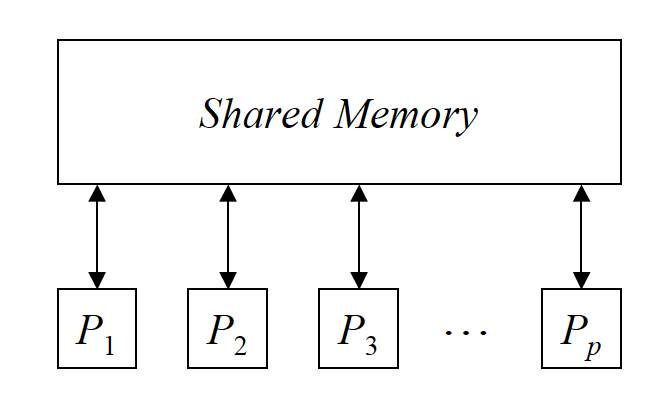 Shared Memory
P₁ P₂ P₃ ⋯ Pₚ